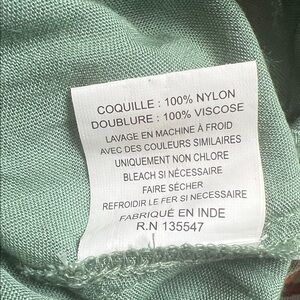 COQUILLE : 100% NYLON
DOUBLURE : 100% VISCOSE
LAVAGE EN MACHINE À FROID
AVEC DES COULEURS SIMILAIRES
UNIQUEMENT NON CHLORE
BLEACH SI NÉCESSAIRE
FAIRE SÉCHER
REFROIDIR LE FER SI NECESSAIRE
FABRIQUÉ EN INDE
R.N 135547